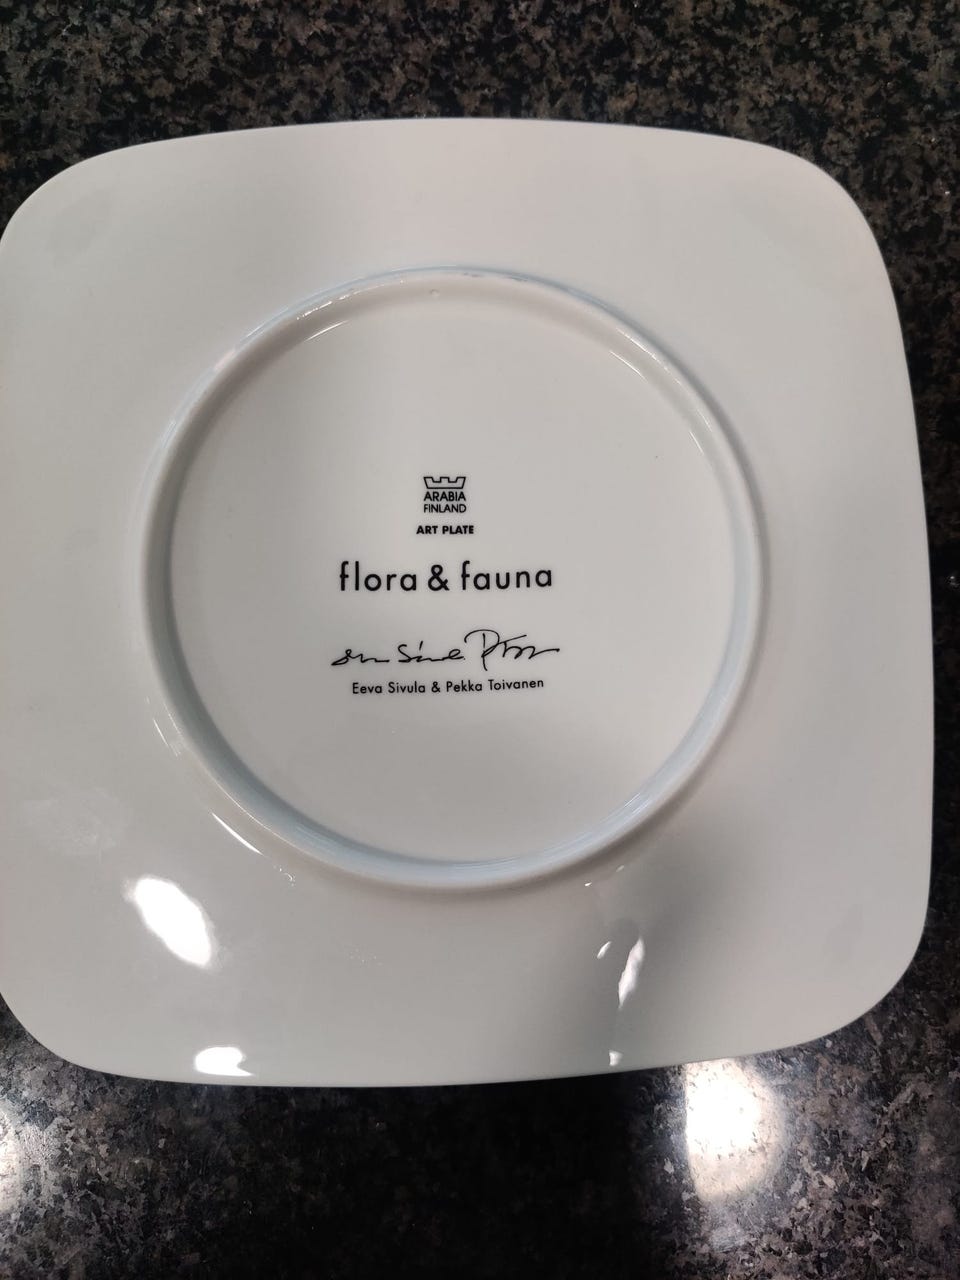 ARABIA
FINLAND
ART PLATE
flora & fauna
Eeva Sivula & Pekka Toivanen